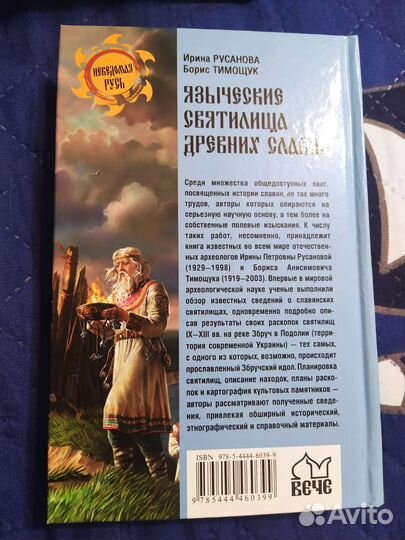 НЕВЕДОМАЯ
РУСЬ
Ирина РУСАНОВА
Борис ТИМОЩУК
ЯЗЫЧЕСКИЕ
СВЯТИЛИЩА
ДРЕВНИХ
Среди множества общедоступных книг,
посвященных истории славян, не так много
трудов, авторы которых опираются на
серьезную научную основу, а тем более на
собственные полевые изыскания. К числу
таких работ, несомненно, принадлежит
книга известных во всем мире отечествен-
ных археологов Ирины Петровны Русановой
(1929—1998) и Бориса Анисимовича
Тимощука (1919—2003). Впервые в мировой
археологической науке ученые выполнили
обзор известных сведений о славянских
святилищах, одновременно подробно опи-
сав результаты своих раскопок святилищ
IX—XIII вв. на реке Збруч в Подолии (территория
современной Украины) — тех самых,
с одного из которых, возможно, происходит
прославленный Збручский идол. Планировка
святилищ, описание находок, планы раско-
пок и картография культовых памятников —
авторы рассматривают полученные сведе-
ния, привлекая обширный исторический,
этнографический и справочный материалы.
ISBN 978-5-4444-6039-9
9 785444 460399
ВЕЧЕ
Avito